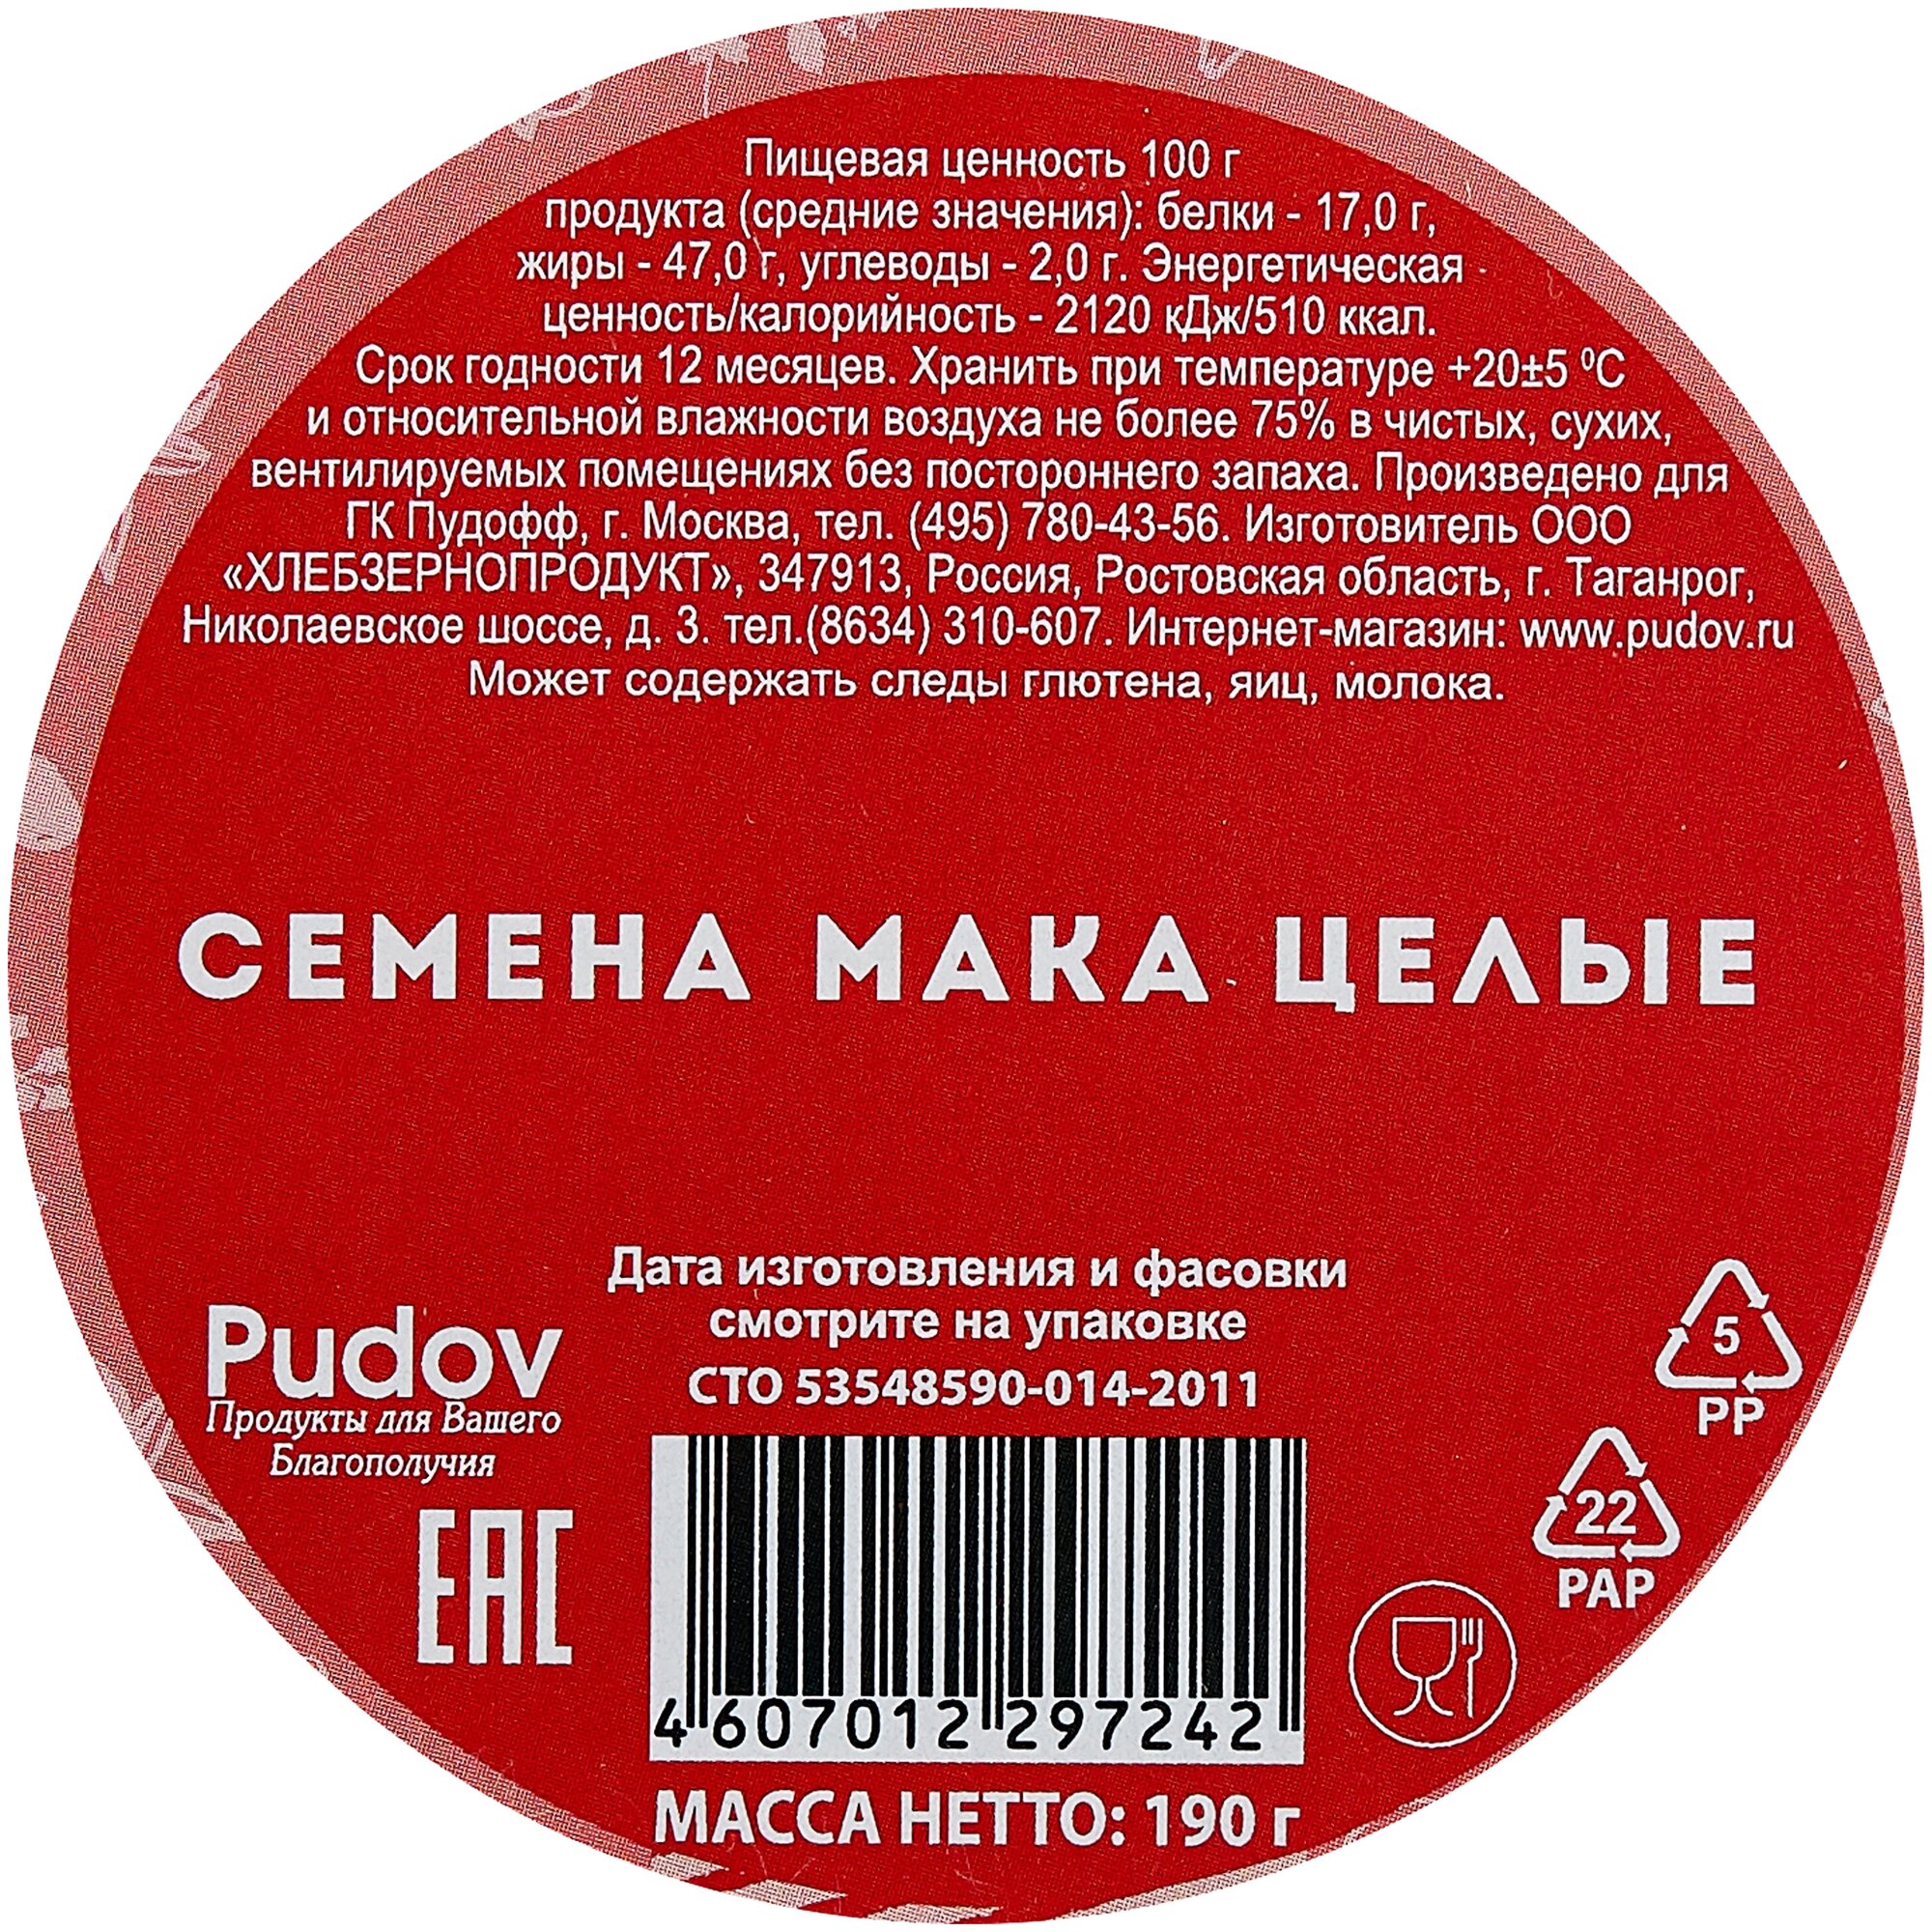 Пищевая ценность 100 г
продукта (средние значения): белки - 17,0 г,
жиры - 47,0 г, углеводы - 2,0 г. Энергетическая
ценность/калорийность - 2120 кДж/510 ккал.
Срок годности 12 месяцев. Хранить при температуре +20±5 ⁰С
и относительной влажности воздуха не более 75% в чистых, сухих,
вентилируемых помещениях без постороннего запаха. Произведено для
ГК Пудофф, г. Москва, тел. (495) 780-43-56. Изготовитель ООО
«ХЛЕБЗЕРНОПРОДУКТ», 347913, Россия, Ростовская область, г. Таганрог,
Николаевское шоссе, д. 3. тел.(8634) 310-607. Интернет-магазин: www.pudov.ru
Может содержать следы глютена, яиц, молока.
СЕМЕНА МАКА ЦЕЛЫЕ
Дата изготовления и фасовки
смотрите на упаковке
СТО 53548590-014-2011
Pudov
Продукты для Вашего
Благополучия
EAC
5
PP
22
PAP
4 607012 297242
МАССА НЕТТО: 190 г